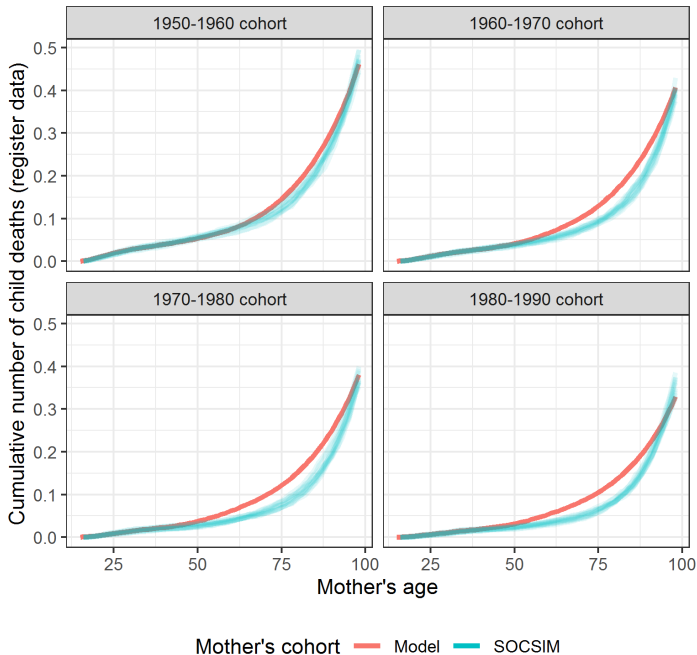 1950-1960 cohort
1960-1970 cohort
0.5
0.4
0.3
0.2
0.1
0.0
1970-1980 cohort
1980-1990 cohort
0.5
0.4
0.3
0.2
0.1
0.0
25
50
75
100
25
50
75
100
Cumulative number of child deaths (register data)
Mother's age
Mother's cohort
Model
SOCSIM